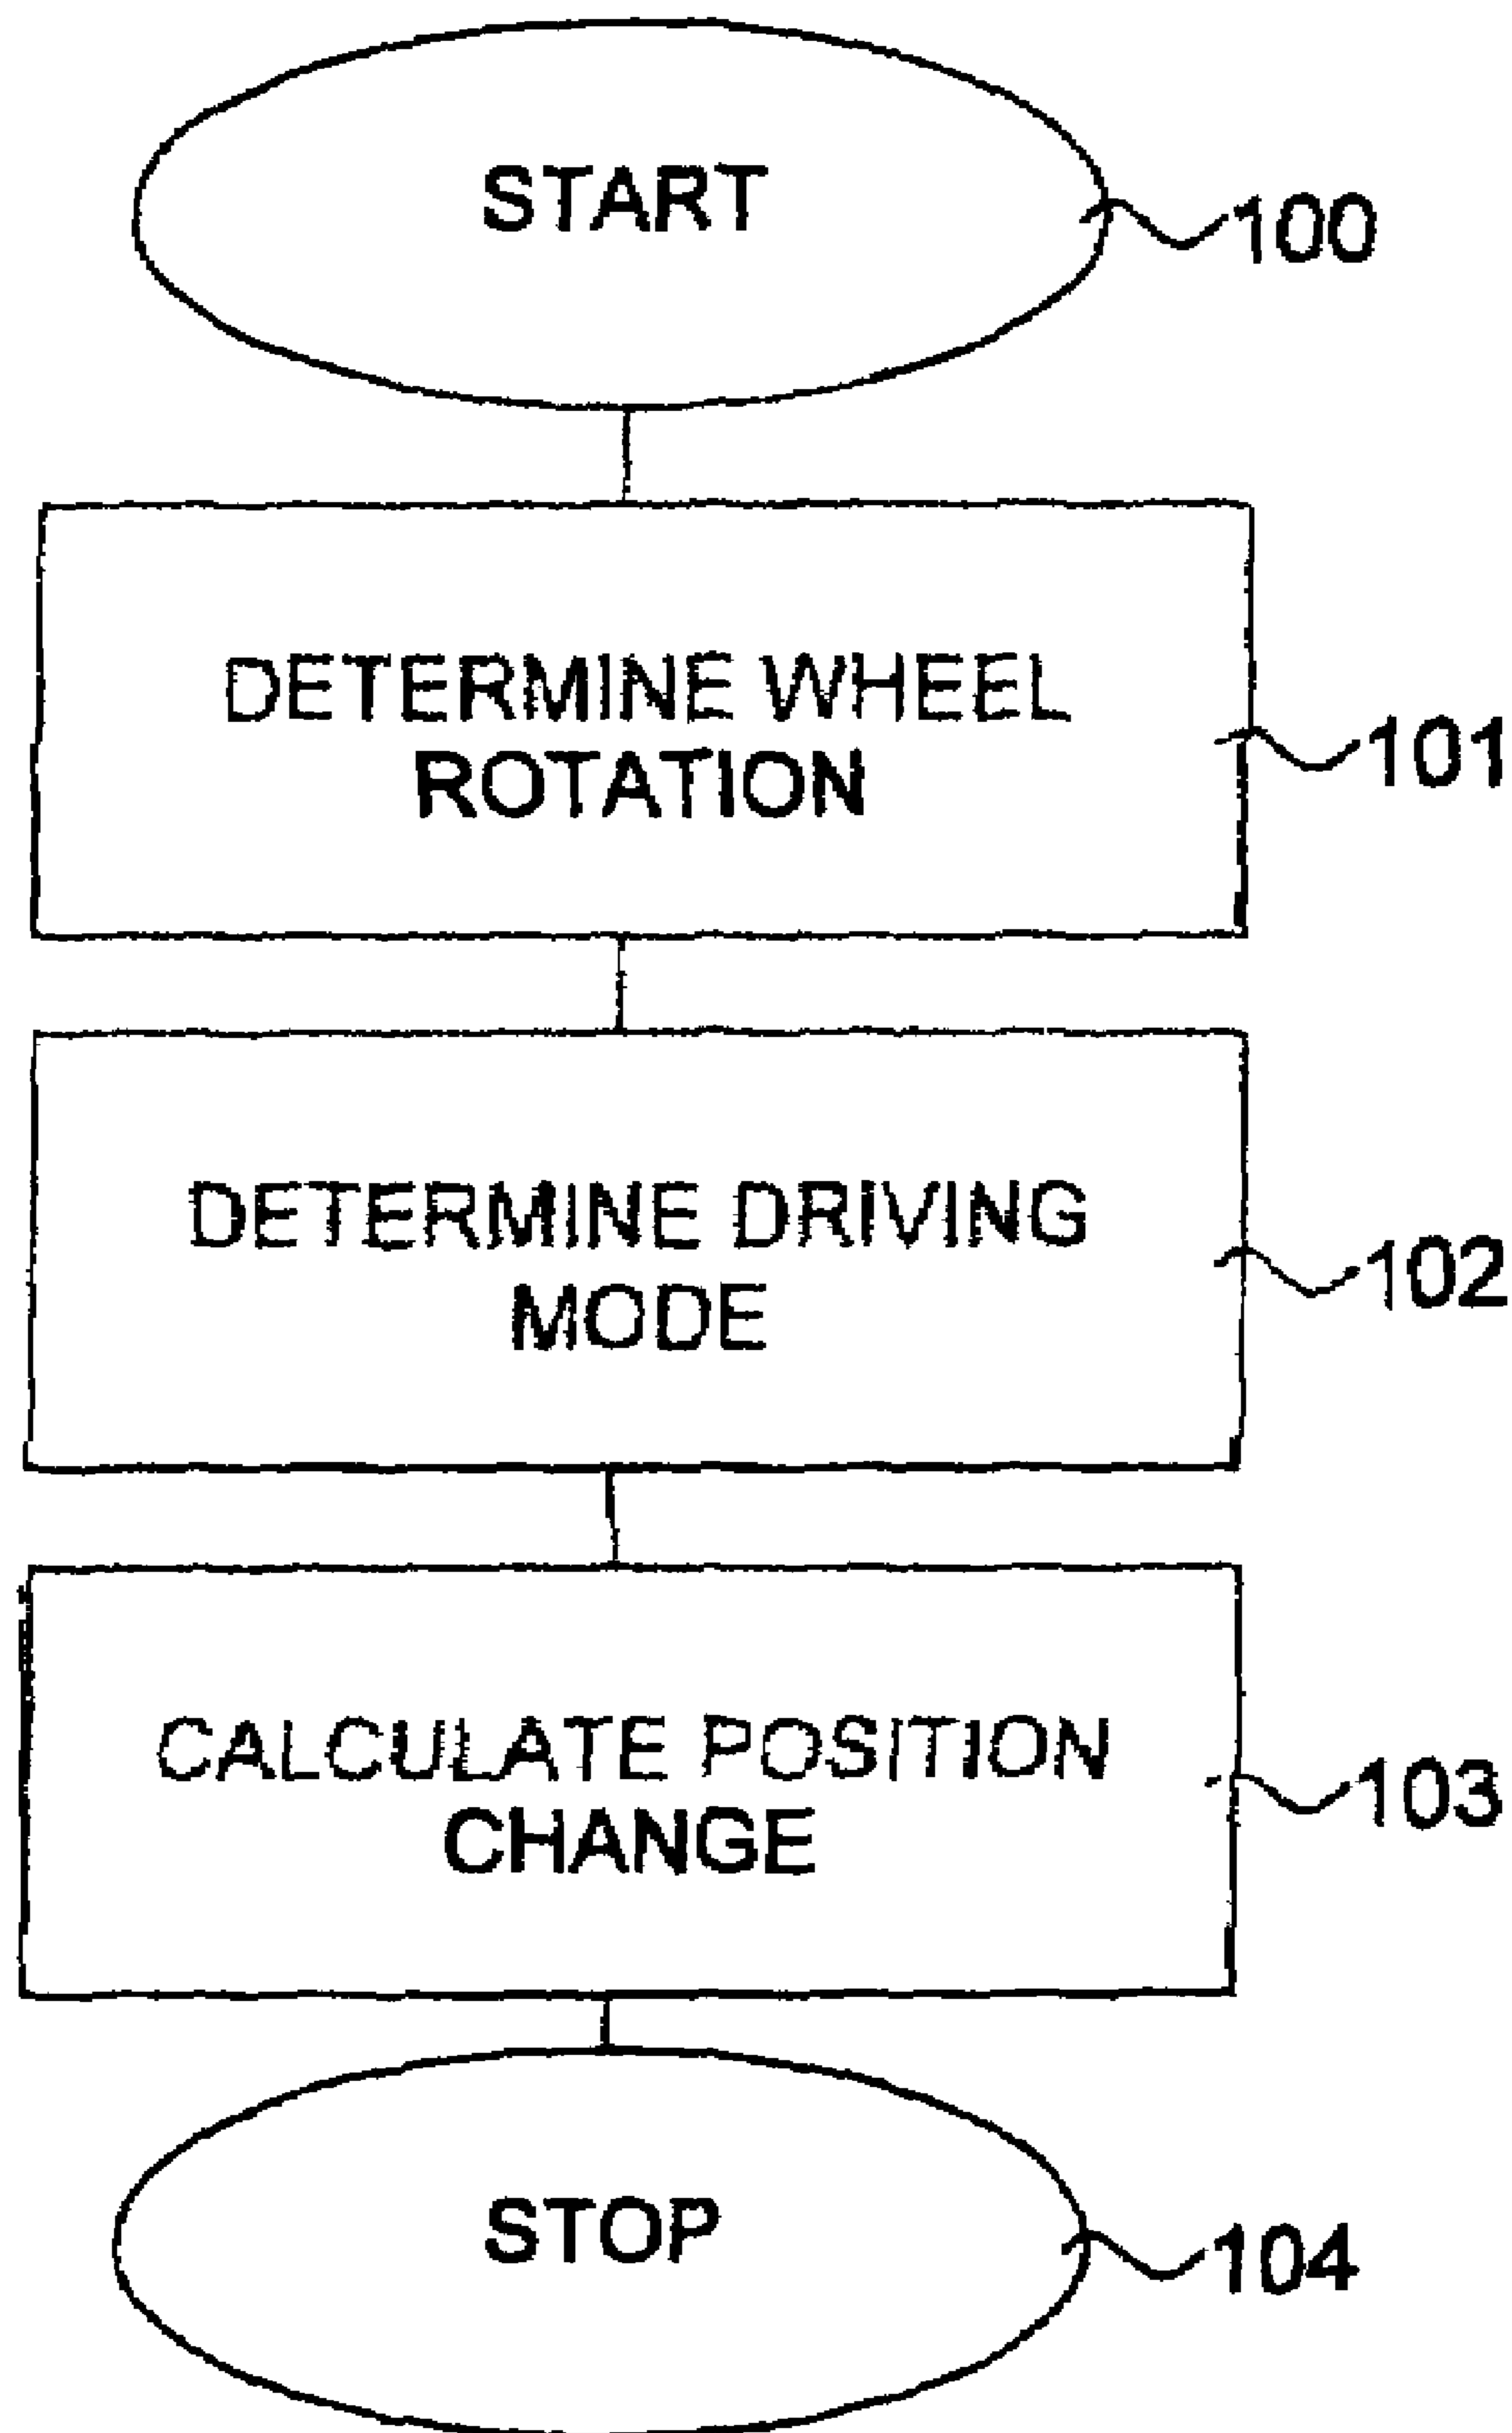 START
100
DETERMINE WHEEL
ROTATION
101
DETERMINE DRIVING
MODE
102
CALCULATE POSITION
CHANGE
103
STOP
104